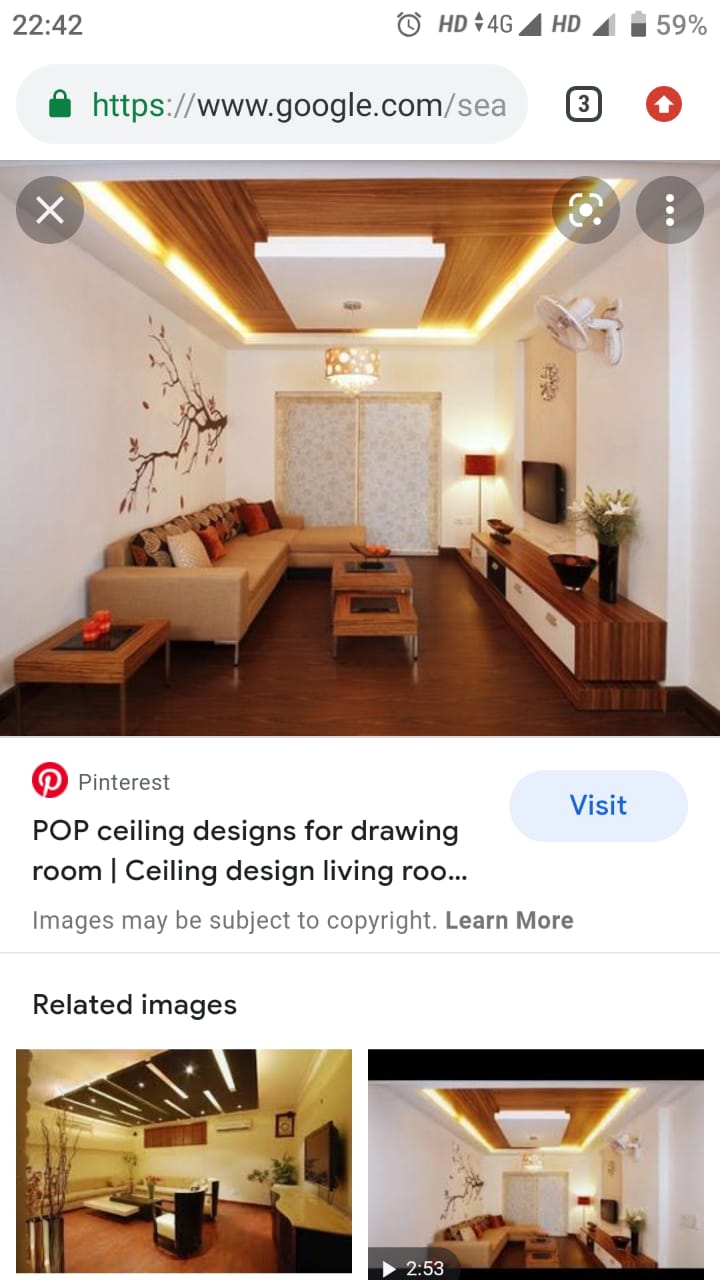 22:42
HD 4G HD 59%
https://www.google.com/sea
3
Pinterest
Visit
POP ceiling designs for drawing
room | Ceiling design living roo...
Images may be subject to copyright. Learn More
Related images
2:53